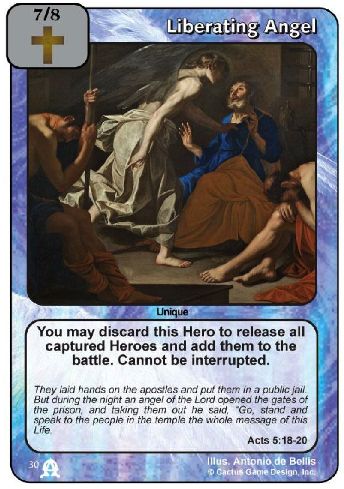 7/8
Liberating Angel
Unique
You may discard this Hero to release all
captured Heroes and add them to the
battle. Cannot be interrupted.
They laid hands on the apostles and put them in a public jail.
But during the night an angel of the Lord opened the gates
of the prison, and taking them out he said, "Go, stand and
speak to the people in the temple the whole message of this
Life.
Acts 5:18-20
30
Illus. Antonio de Bellis
© Cactus Game Design, Inc.